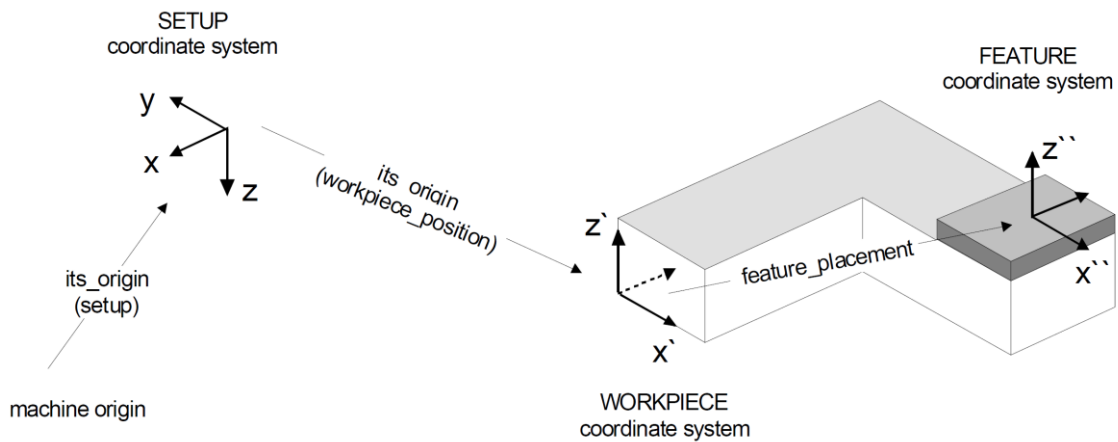 SETUP
coordinate system
y
x
z
its_origin
(setup)
machine origin
its_origin
(workpiece_position)
z`
x`
feature_placement
WORKPIECE
coordinate system
FEATURE
coordinate system
z``
x``